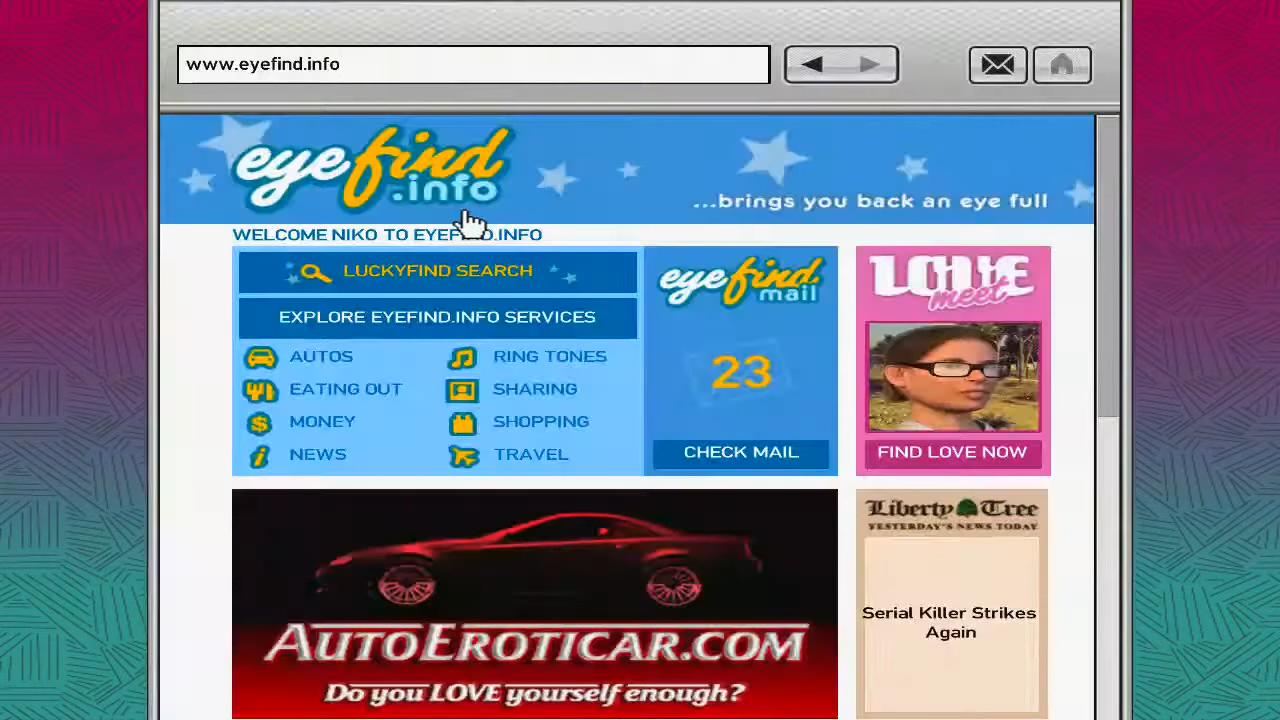 www.eyefind.info
eyefind
.info
...brings you back an eye full
WELCOME NIKO TO EYEFIND.INFO
LUCKYFIND SEARCH
EXPLORE EYEFIND.INFO SERVICES
AUTOS
RING TONES
EATING OUT
SHARING
MONEY
SHOPPING
NEWS
TRAVEL
eyefind
mail
23
CHECK MAIL
LOVE
meet
FIND LOVE NOW
AUTOEROTICAR.COM
Do you LOVE yourself enough?
Liberty Tree
YESTERDAY'S NEWS TODAY
Serial Killer Strikes
Again